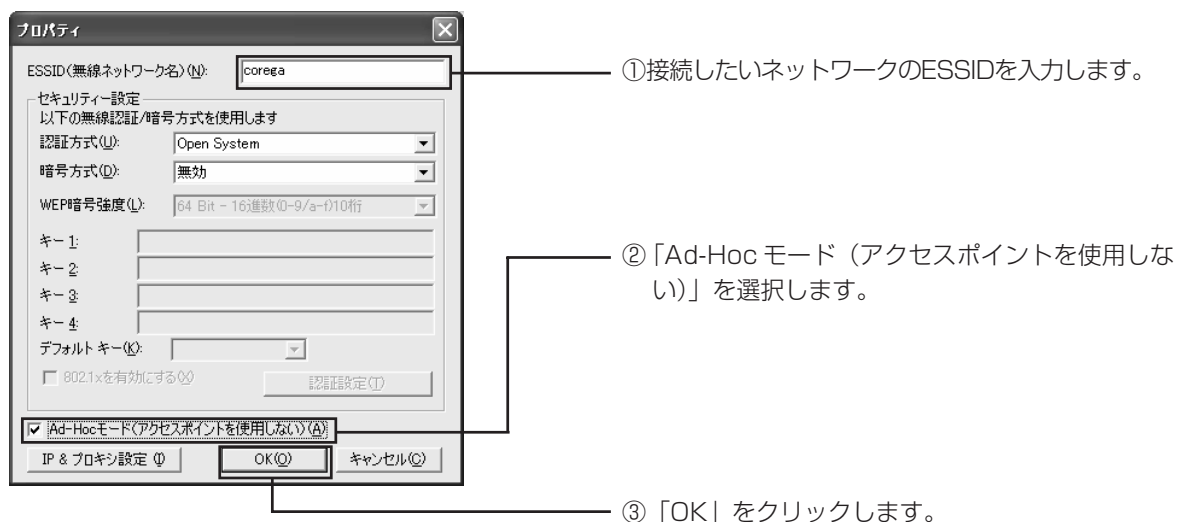 プロパティ
ESSID(無線ネットワーク名)(N):
corega
①接続したいネットワークのESSIDを入力します。
セキュリティー設定
以下の無線認証/暗号方式を使用します
認証方式(U):
Open System
暗号方式(D):
無効
WEP暗号強度(L):
64 Bit - 16進数(0-9/a-f)10桁
キー 1:
キー 2:
キー 3:
キー 4:
②「Ad-Hoc モード（アクセスポイントを使用しな
い）」を選択します。
デフォルト キー(K):
802.1xを有効にする(X)
認証設定(T)
Ad-Hocモード(アクセスポイントを使用しない)(A)
IP & プロキシ設定 (I)
OK(O)
キャンセル(C)
③「OK」をクリックします。